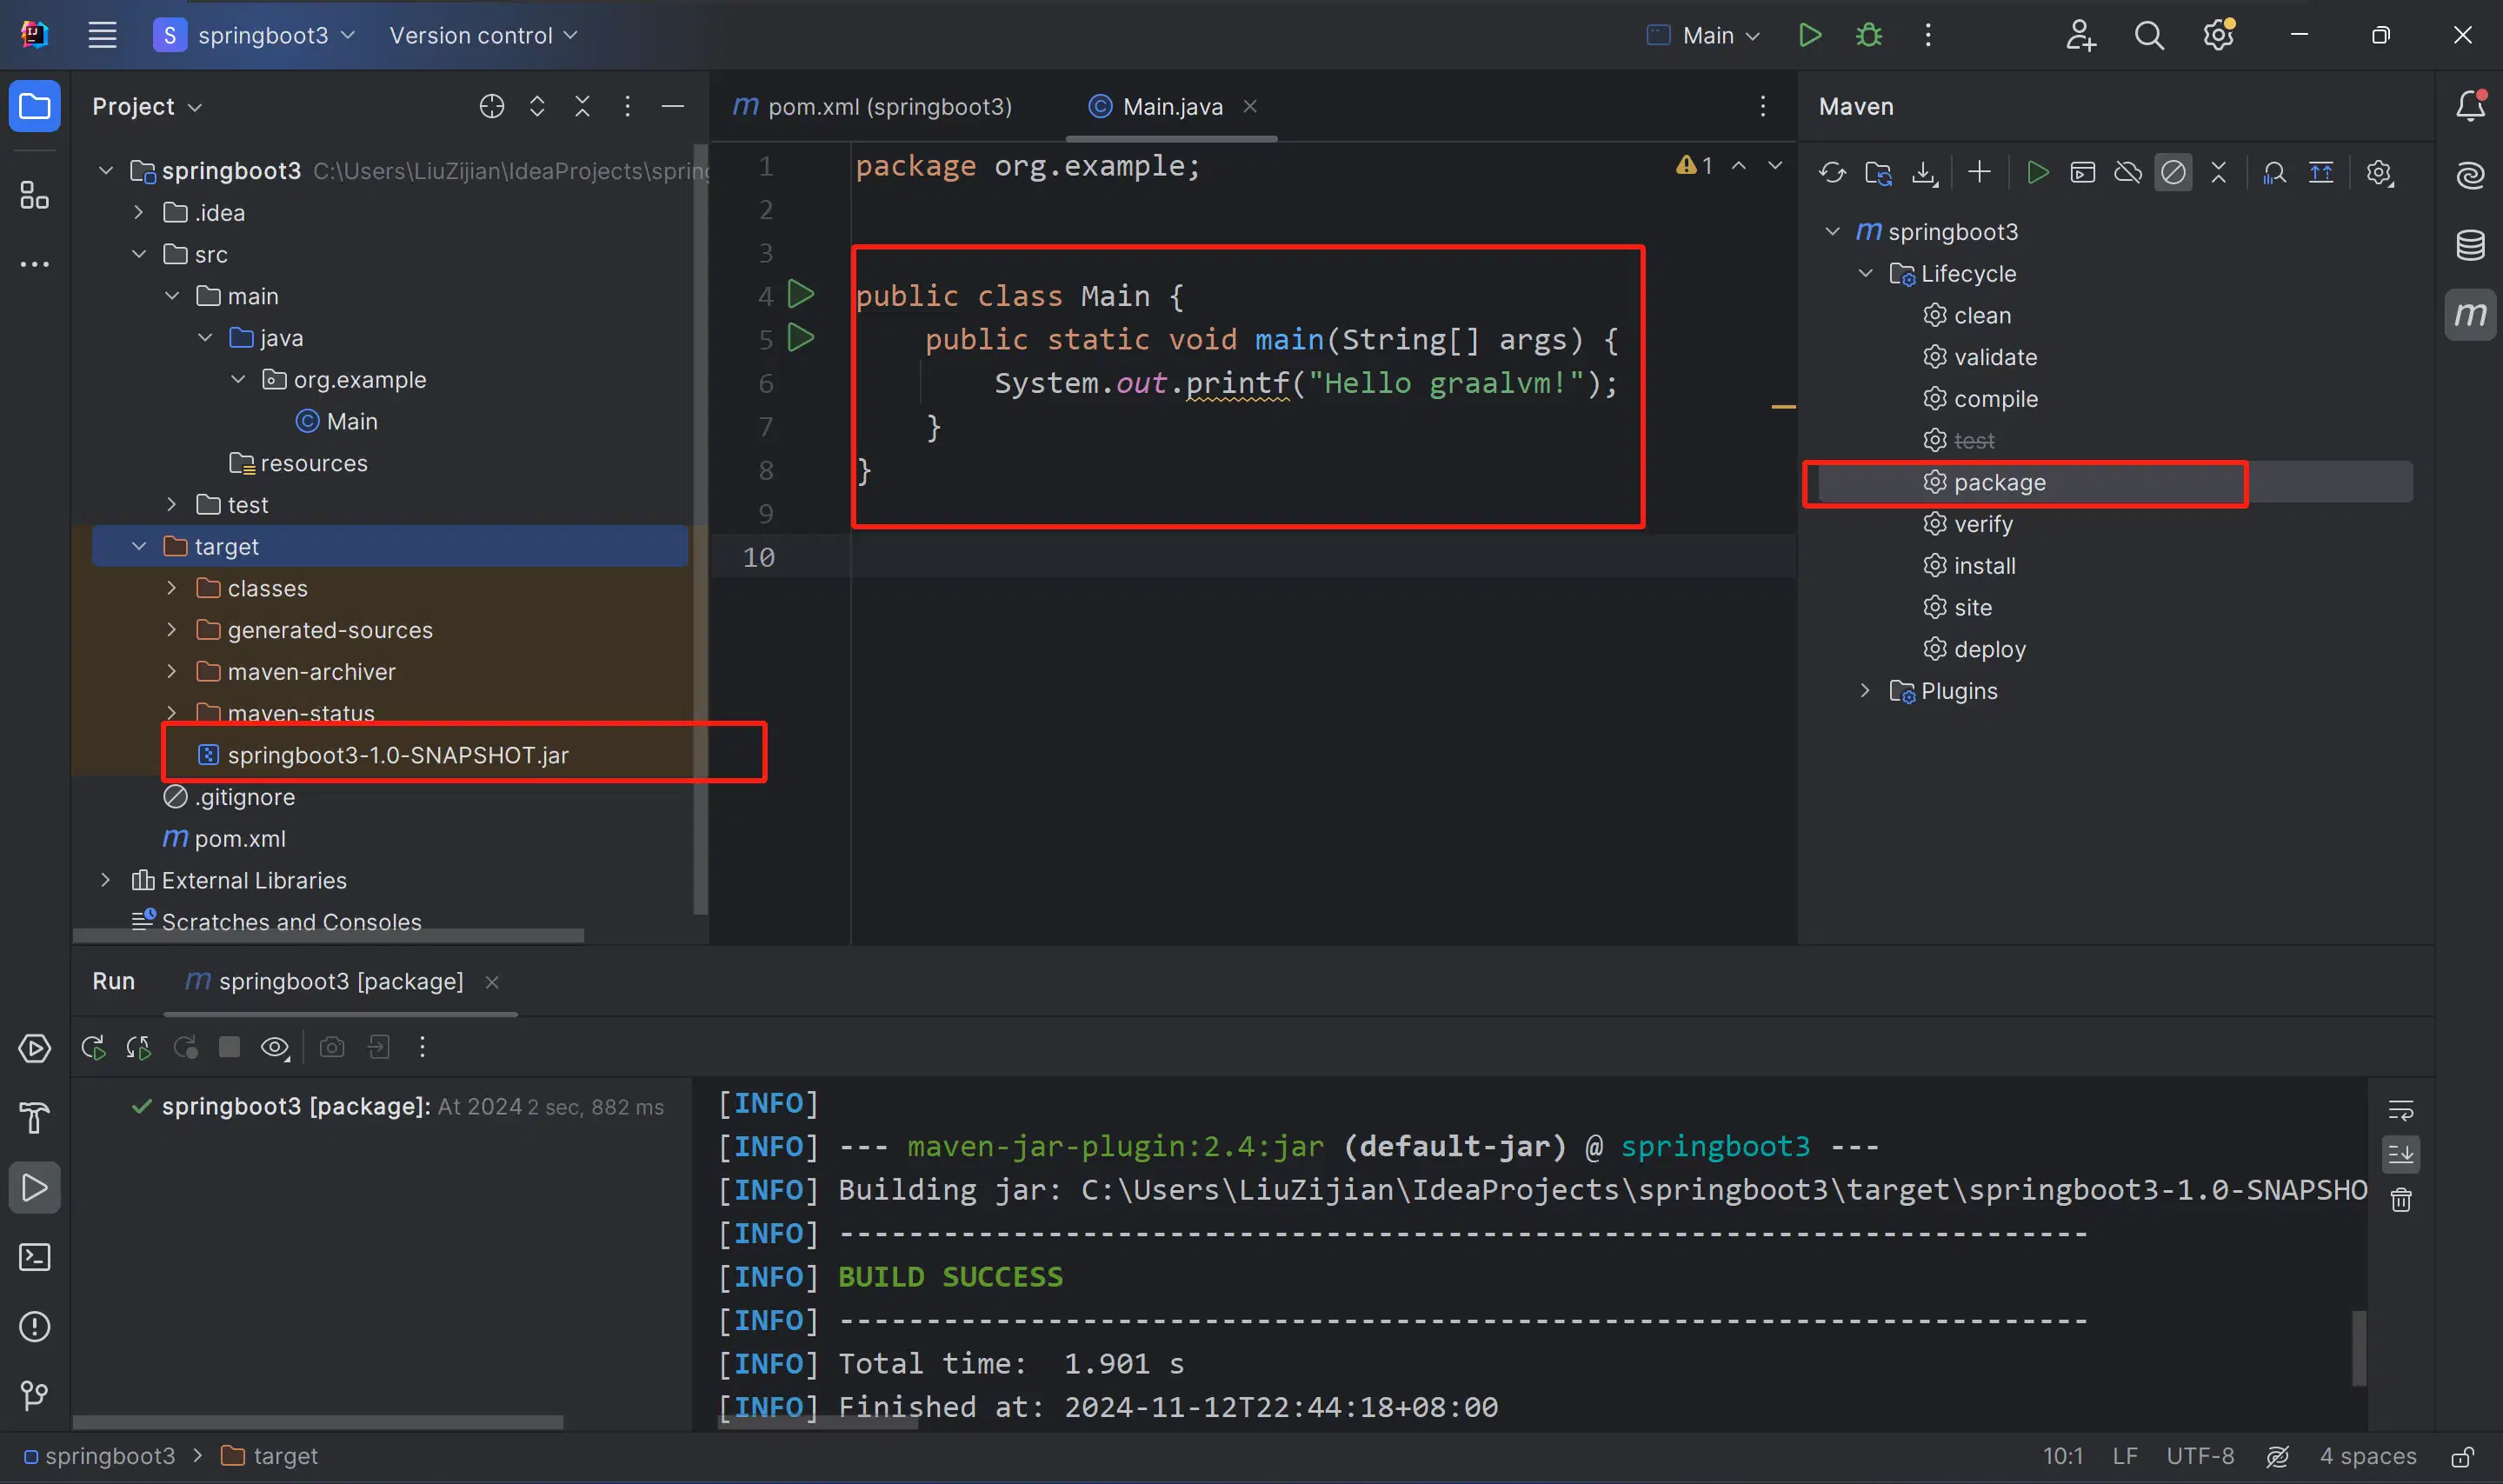 S springboot3 Version control Main
Project
pom.xml (springboot3) Main.java
Maven
springboot3 C:\Users\LiuZijian\IdeaProjects\spring
.idea
src
main
java
org.example
Main
resources
test
target
classes
generated-sources
maven-archiver
maven-status
springboot3-1.0-SNAPSHOT.jar
.gitignore
pom.xml
External Libraries
Scratches and Consoles
1 package org.example;
2
3
4 public class Main {
5 public static void main(String[] args) {
6 System.out.printf("Hello graalvm!");
7 }
8 }
9
10
1
springboot3
Lifecycle
clean
validate
compile
test
package
verify
install
site
deploy
Plugins
Run springboot3 [package]
springboot3 [package]: At 2024 2 sec, 882 ms
[INFO]
[INFO] --- maven-jar-plugin:2.4:jar (default-jar) @ springboot3 ---
[INFO] Building jar: C:\Users\LiuZijian\IdeaProjects\springboot3\target\springboot3-1.0-SNAPSHO
[INFO] ------------------------------------------------------------------------
[INFO] BUILD SUCCESS
[INFO] ------------------------------------------------------------------------
[INFO] Total time:  1.901 s
[INFO] Finished at: 2024-11-12T22:44:18+08:00
springboot3 > target
10:1 LF UTF-8 4 spaces